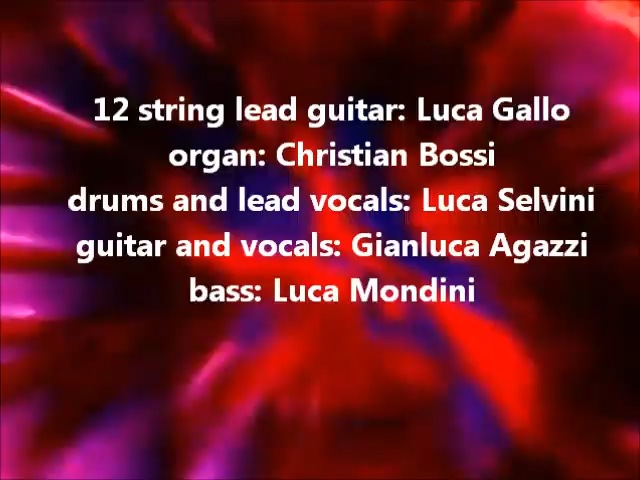 12 string lead guitar: Luca Gallo
organ: Christian Bossi
drums and lead vocals: Luca Selvini
guitar and vocals: Gianluca Agazzi
bass: Luca Mondini